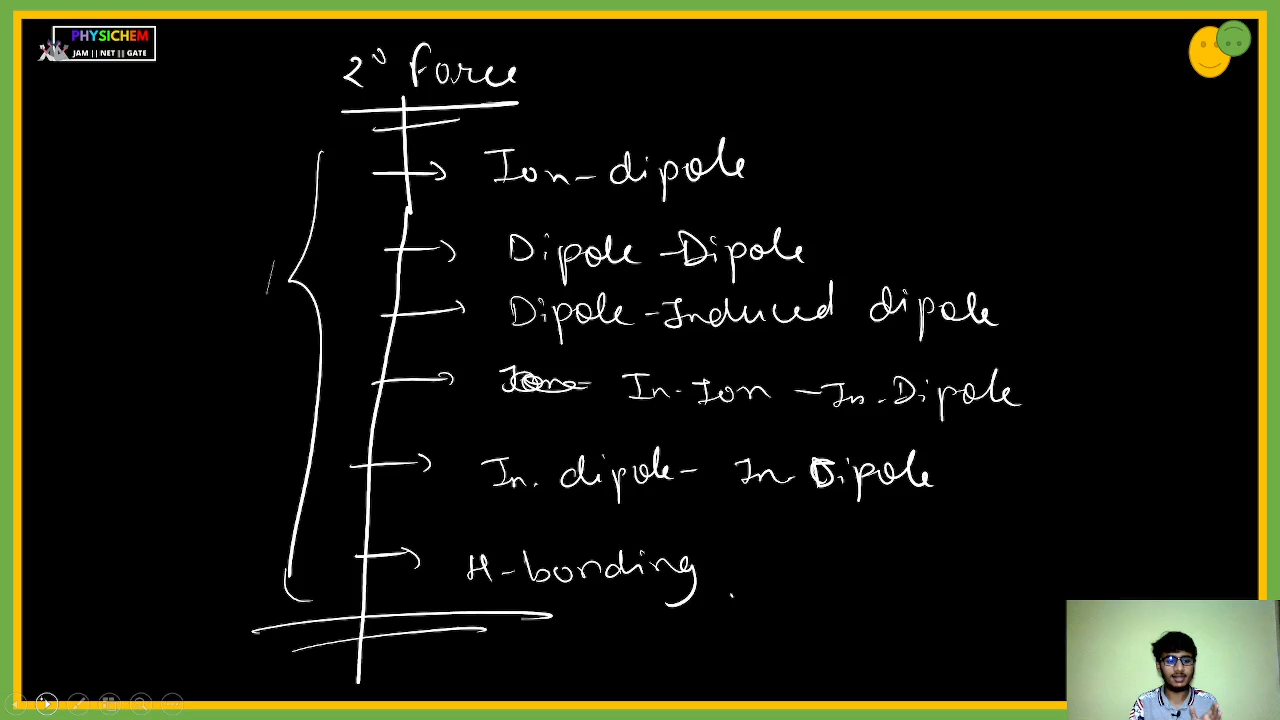 PHYSICHEM
JAM || NET || GATE
2° Force
Ion-dipole
Dipole-Dipole
Dipole-Induced dipole
In.Ion-In.Dipole
In. dipole- In Dipole
H-bonding